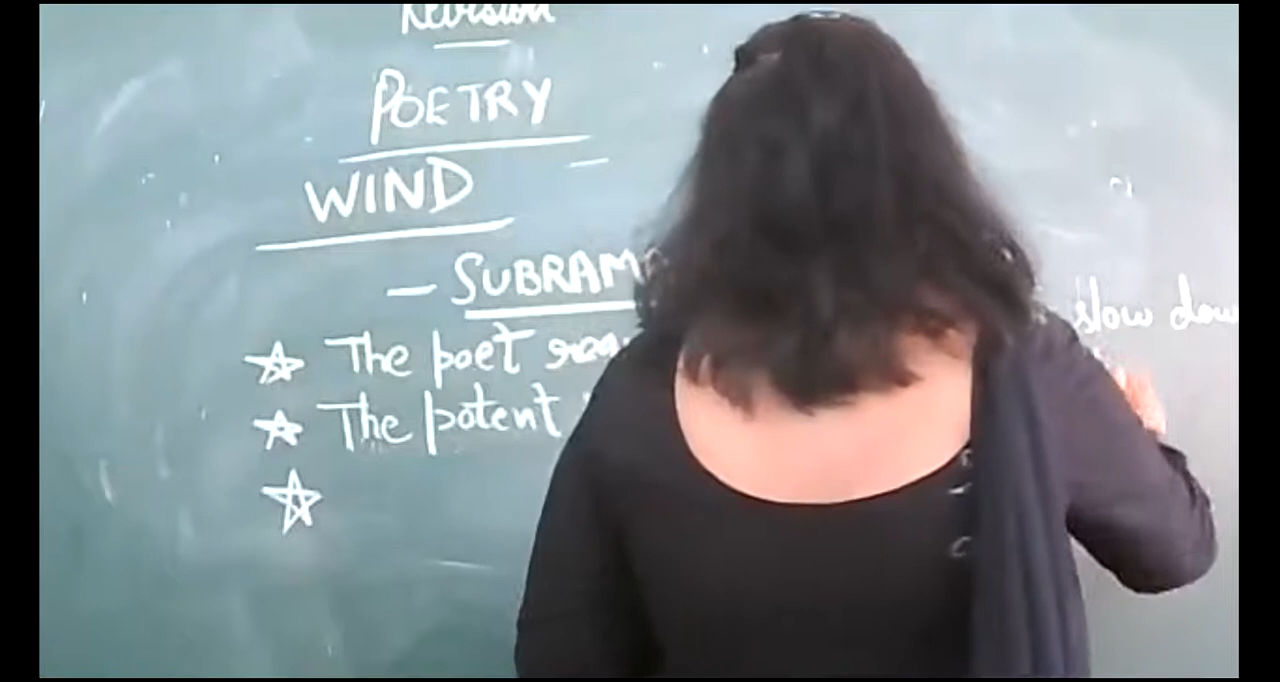 Revision
POETRY
WIND
- SUBRAM
☆ The poet slow dow
☆ The potent
☆